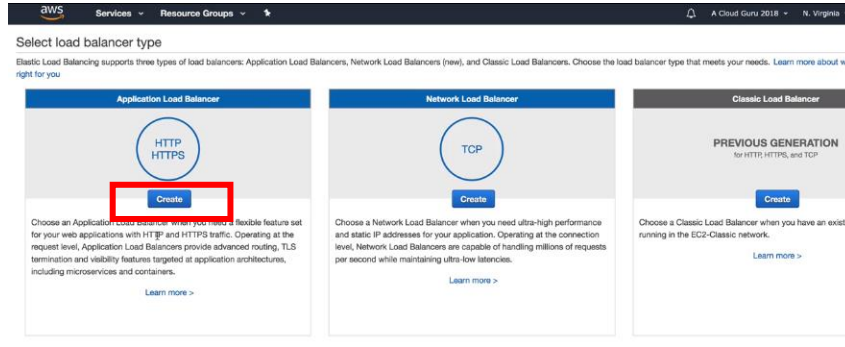 aws Services Resource Groups A Cloud Guru 2018 N. Virginia
Select load balancer type
Elastic Load Balancing supports three types of load balancers: Application Load Balancers, Network Load Balancers (new), and Classic Load Balancers. Choose the load balancer type that meets your needs. Learn more about
right for you
Application Load Balancer
HTTP
HTTPS
Create
Choose an Application Load Balancer when you need a flexible feature set
for your web applications with HTTP and HTTPS traffic. Operating at the
request level, Application Load Balancers provide advanced routing, TLS
termination and visibility features targeted at application architectures,
including microservices and containers.
Learn more >
Network Load Balancer
TCP
Create
Choose a Network Load Balancer when you need ultra-high performance
and static IP addresses for your application. Operating at the connection
level, Network Load Balancers are capable of handling millions of requests
per second while maintaining ultra-low latencies.
Learn more >
Classic Load Balancer
PREVIOUS GENERATION
for HTTP, HTTPS, and TCP
Create
Choose a Classic Load Balancer when you have an exist
running in the EC2-Classic network.
Learn more >